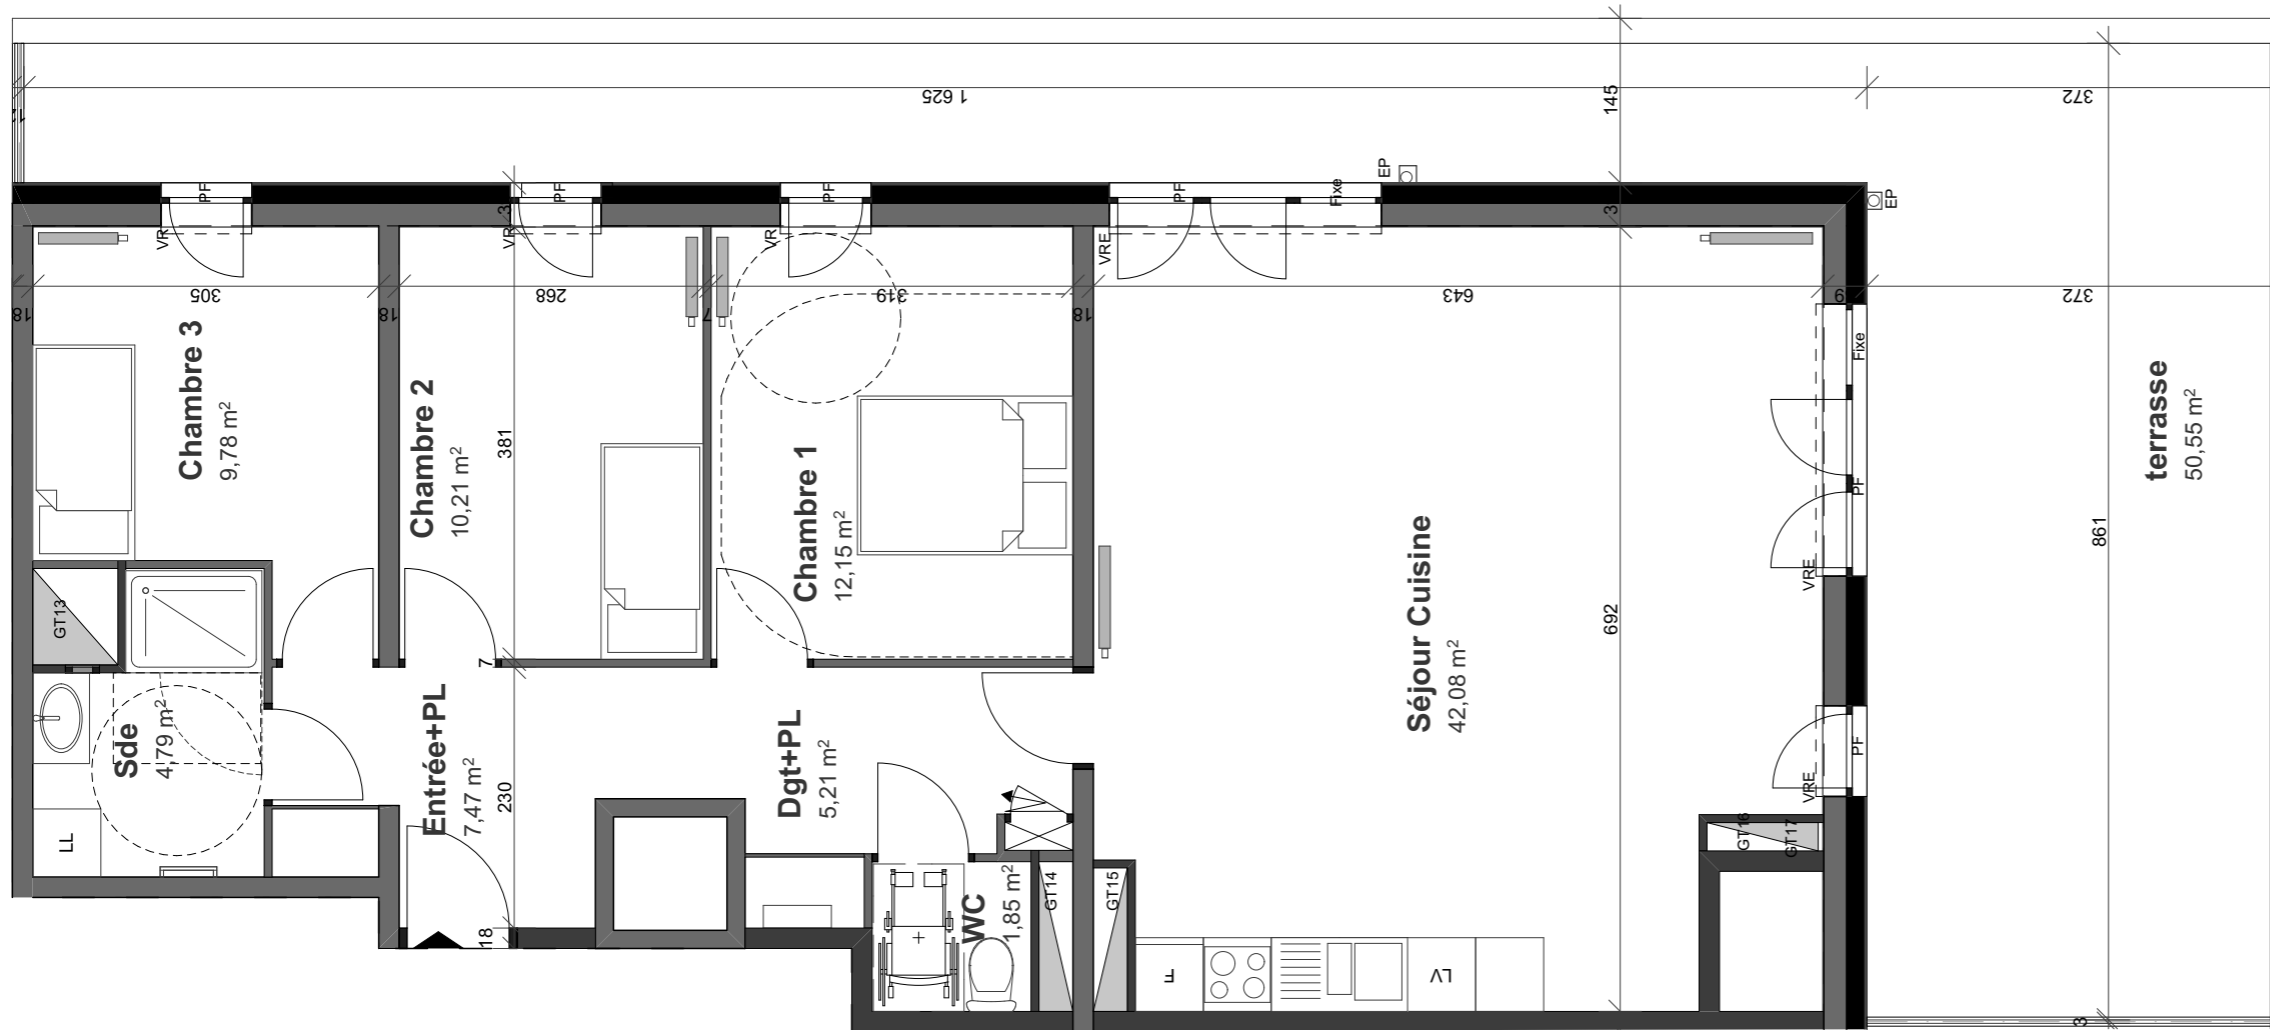 1 625
145
372
12
EP
EP
PF
PF
PF
PF
Fixe
VR
VR
VR
VRE
3
3
305
268
319
643
9
372
18
18
7
18
Chambre 3
9,78 m²
Chambre 2
10,21 m²
381
Chambre 1
12,15 m²
Séjour Cuisine
42,08 m²
692
Fixe
PF
VRE
PF
VRE
terrasse
50,55 m²
861
GT13
Sde
4,79 m²
LL
Entrée+PL
7,47 m²
7
230
18
Dgt+PL
5,21 m²
WC
1,85 m²
GT14
GT15
GT16
GT17
LV
3